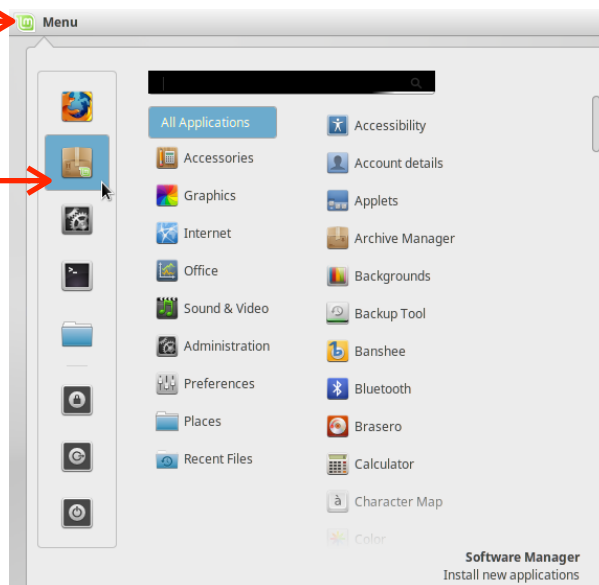 Menu
All Applications
Accessories
Graphics
Internet
Office
Sound & Video
Administration
Preferences
Places
Recent Files
Accessibility
Account details
Applets
Archive Manager
Backgrounds
Backup Tool
Banshee
Bluetooth
Brasero
Calculator
à Character Map
Color
Software Manager
Install new applications